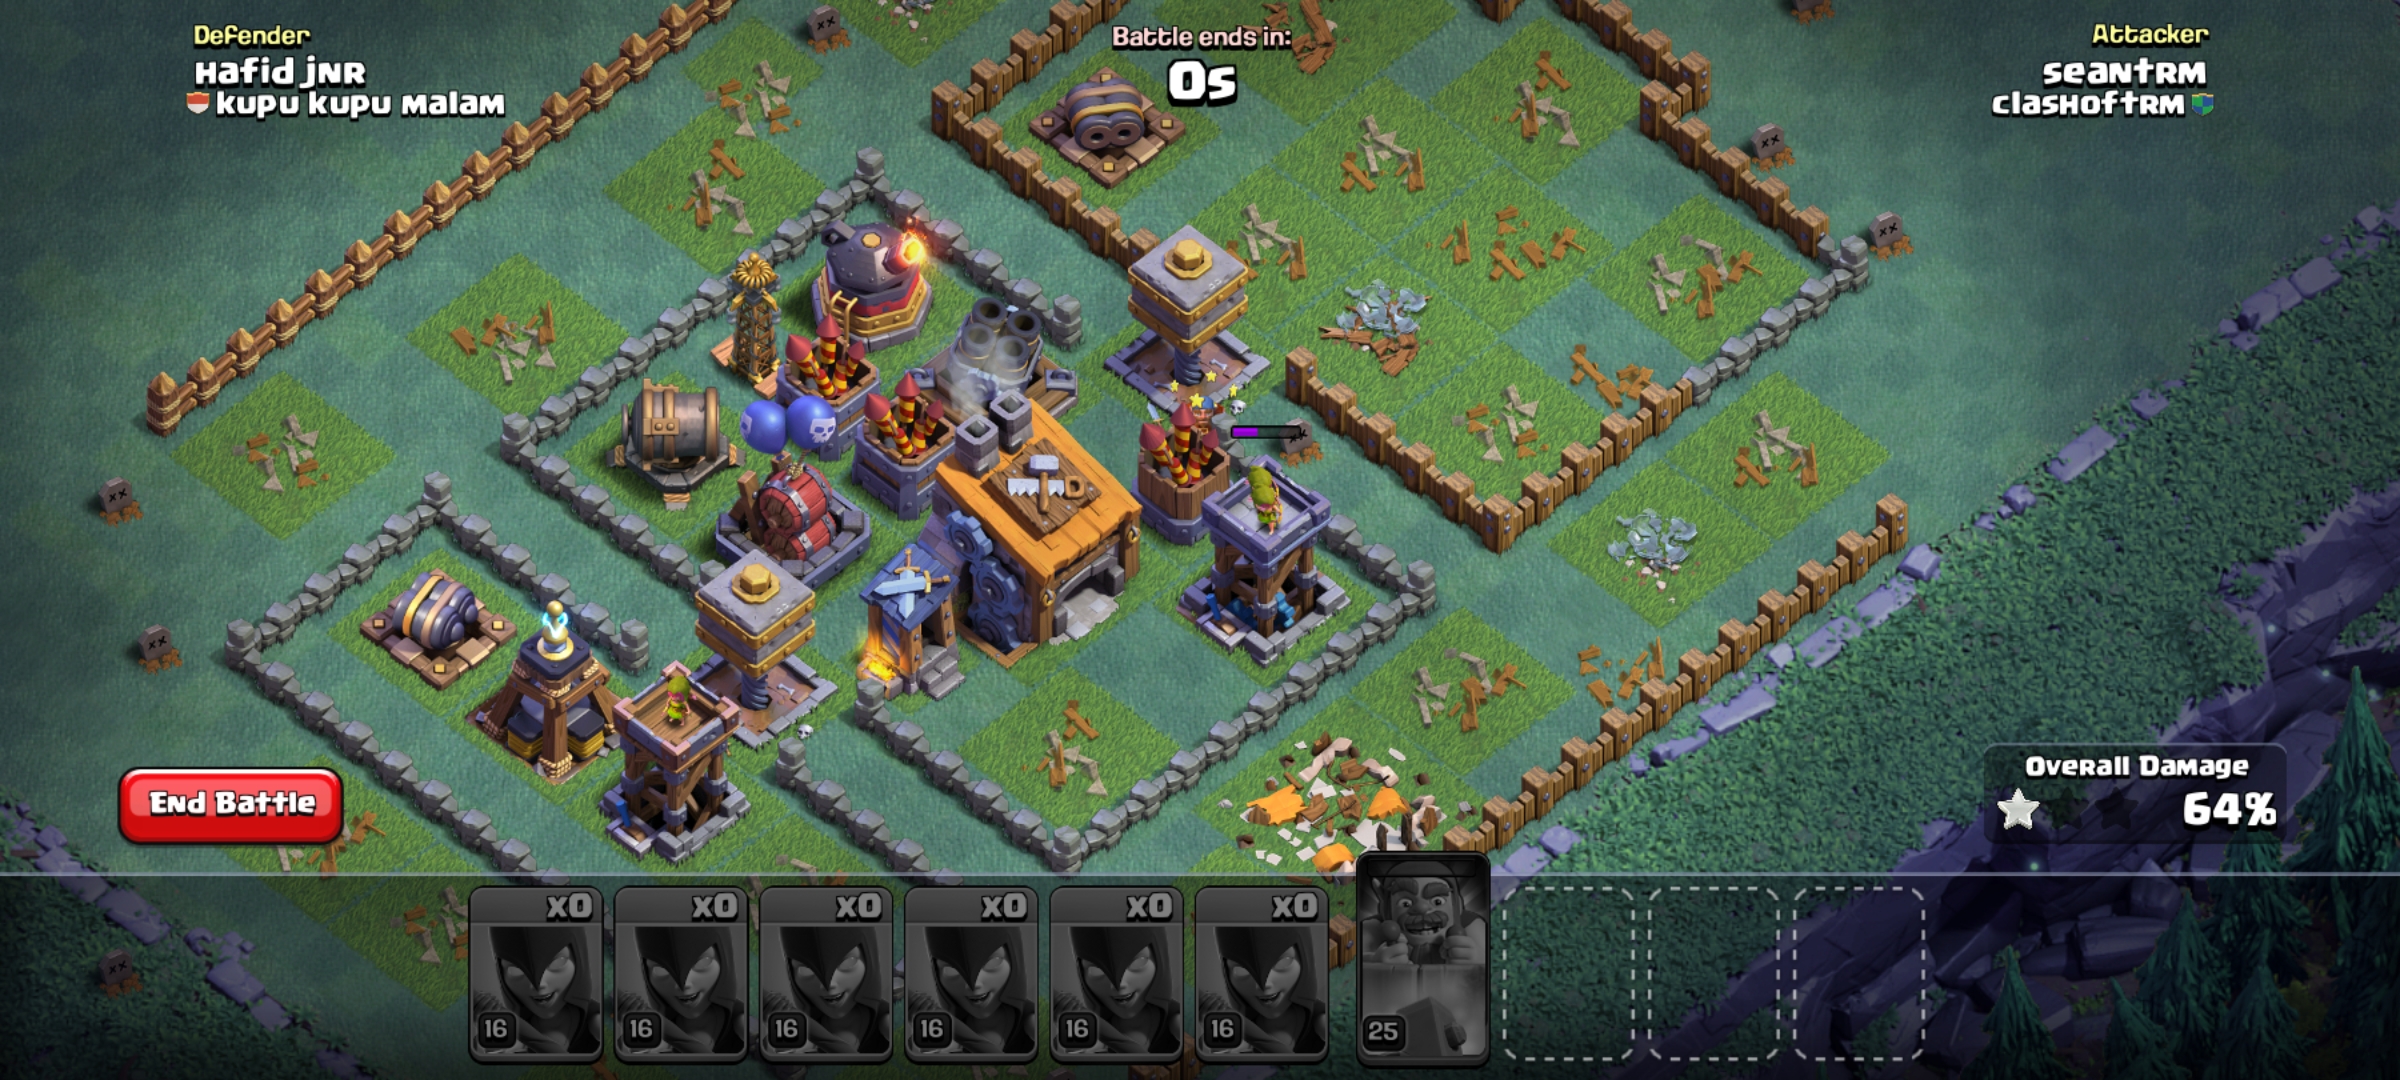 Defender
Hafid jNR
kupu kupu Malam
Battle ends in:
0s
Attacker
seantRM
clashoftRM
End Battle
Overall Damage
64%
x0 x0 x0 x0 x0 x0
16 16 16 16 16 16 25